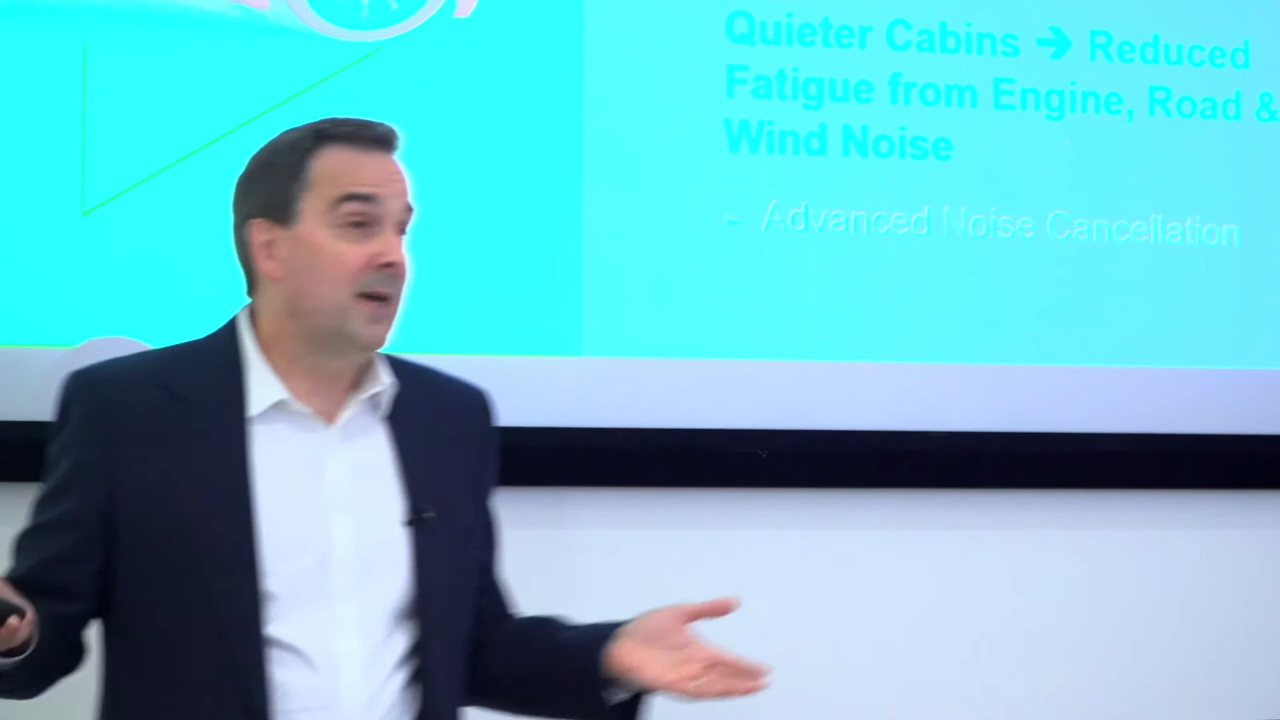 Quieter Cabins ➔ Reduced
Fatigue from Engine, Road &
Wind Noise
- Advanced Noise Cancellation